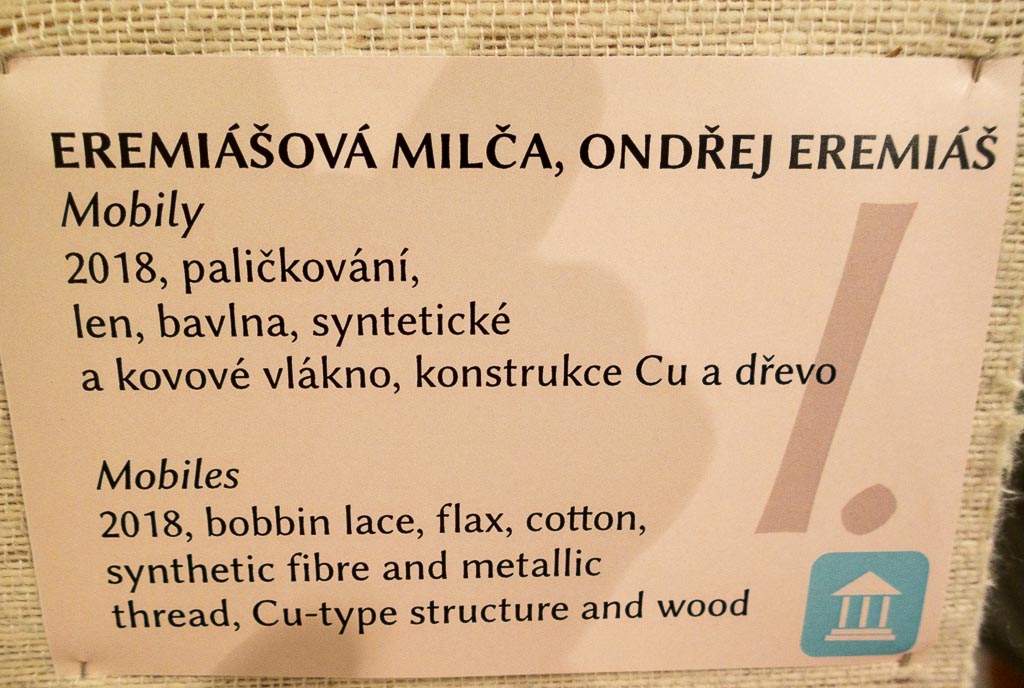 EREMIÁŠOVÁ MILČA, ONDŘEJ EREMIÁŠ
Mobily
2018, paličkování,
len, bavlna, syntetické
a kovové vlákno, konstrukce Cu a dřevo
Mobiles
2018, bobbin lace, flax, cotton,
synthetic fibre and metallic
thread, Cu-type structure and wood
1.